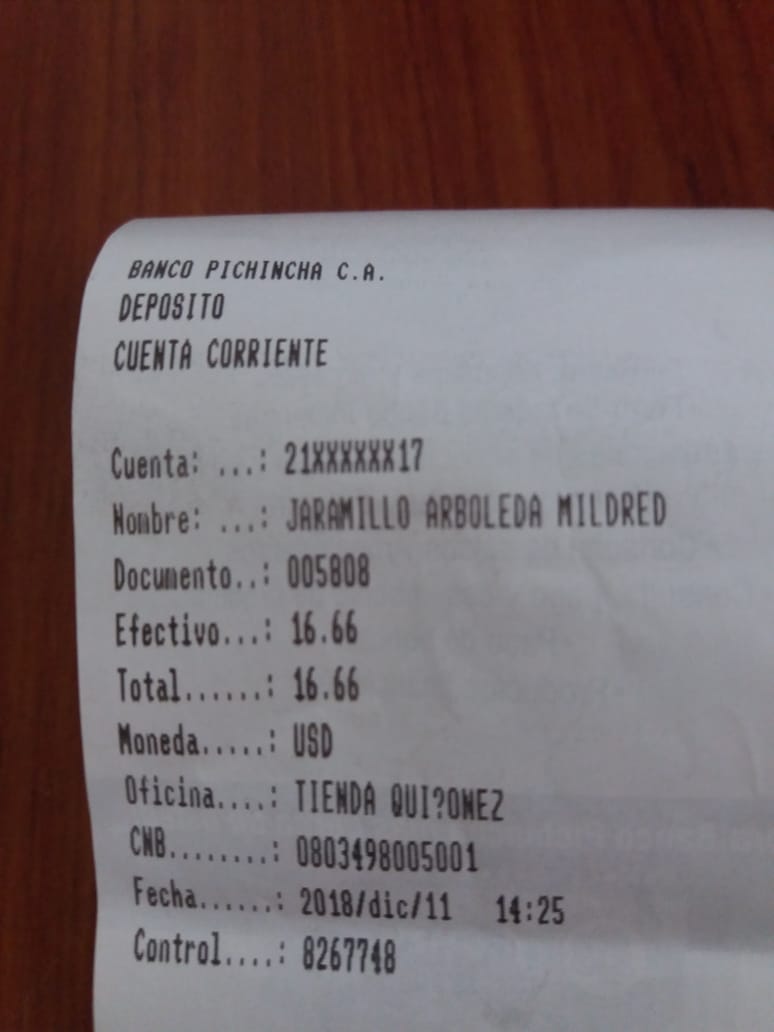 BANCO PICHINCHA C.A.
DEPOSITO
CUENTA CORRIENTE
Cuenta: ...: 21XXXXXX17
Nombre: ...: JARAMILLO ARBOLEDA MILDRED
Documento..: 005808
Efectivo...: 16.66
Total......: 16.66
Moneda.....: USD
Oficina....: TIENDA QUI?ONEZ
CNB........: 0803498005001
Fecha......: 2018/dic/11 14:25
Control....: 8267748